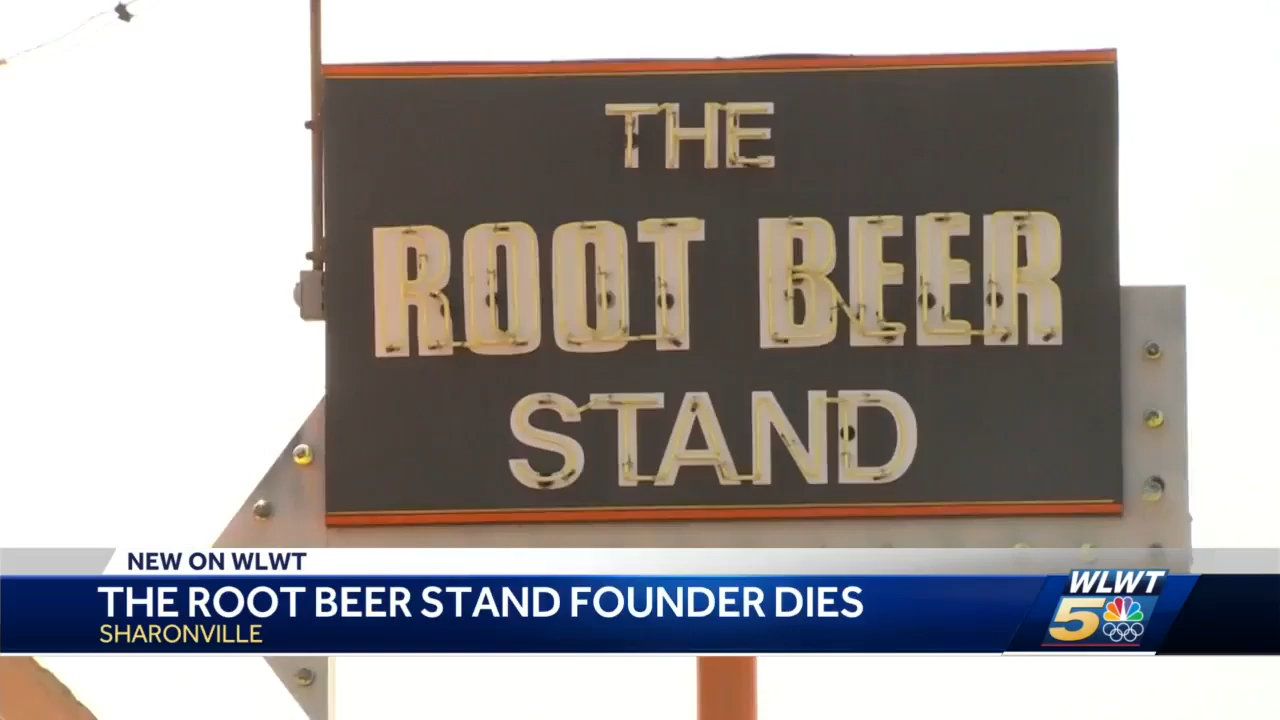 THE
ROOT BEER
STAND
NEW ON WLWT
THE ROOT BEER STAND FOUNDER DIES
SHARONVILLE
WLWT
5